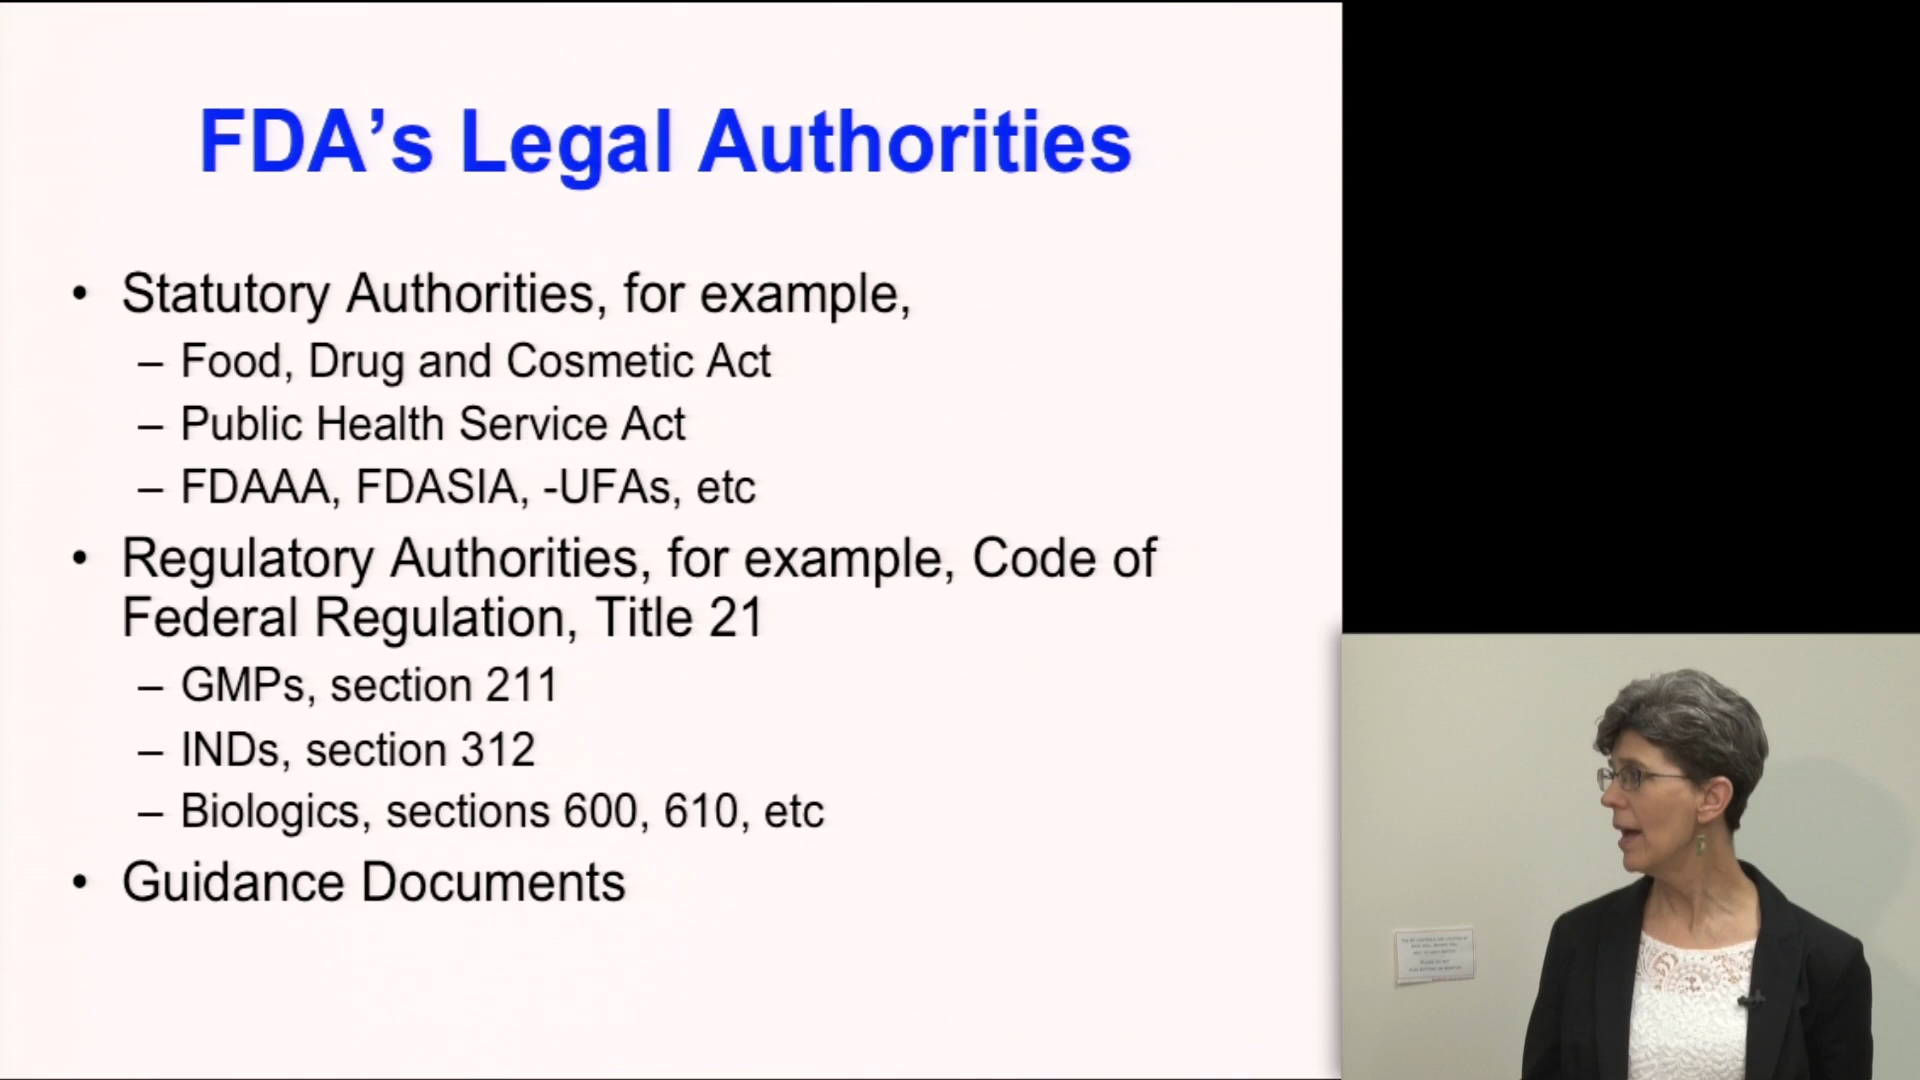 FDA's Legal Authorities
• Statutory Authorities, for example,
– Food, Drug and Cosmetic Act
– Public Health Service Act
– FDAAA, FDASIA, -UFAs, etc
• Regulatory Authorities, for example, Code of
Federal Regulation, Title 21
– GMPs, section 211
– INDs, section 312
– Biologics, sections 600, 610, etc
• Guidance Documents